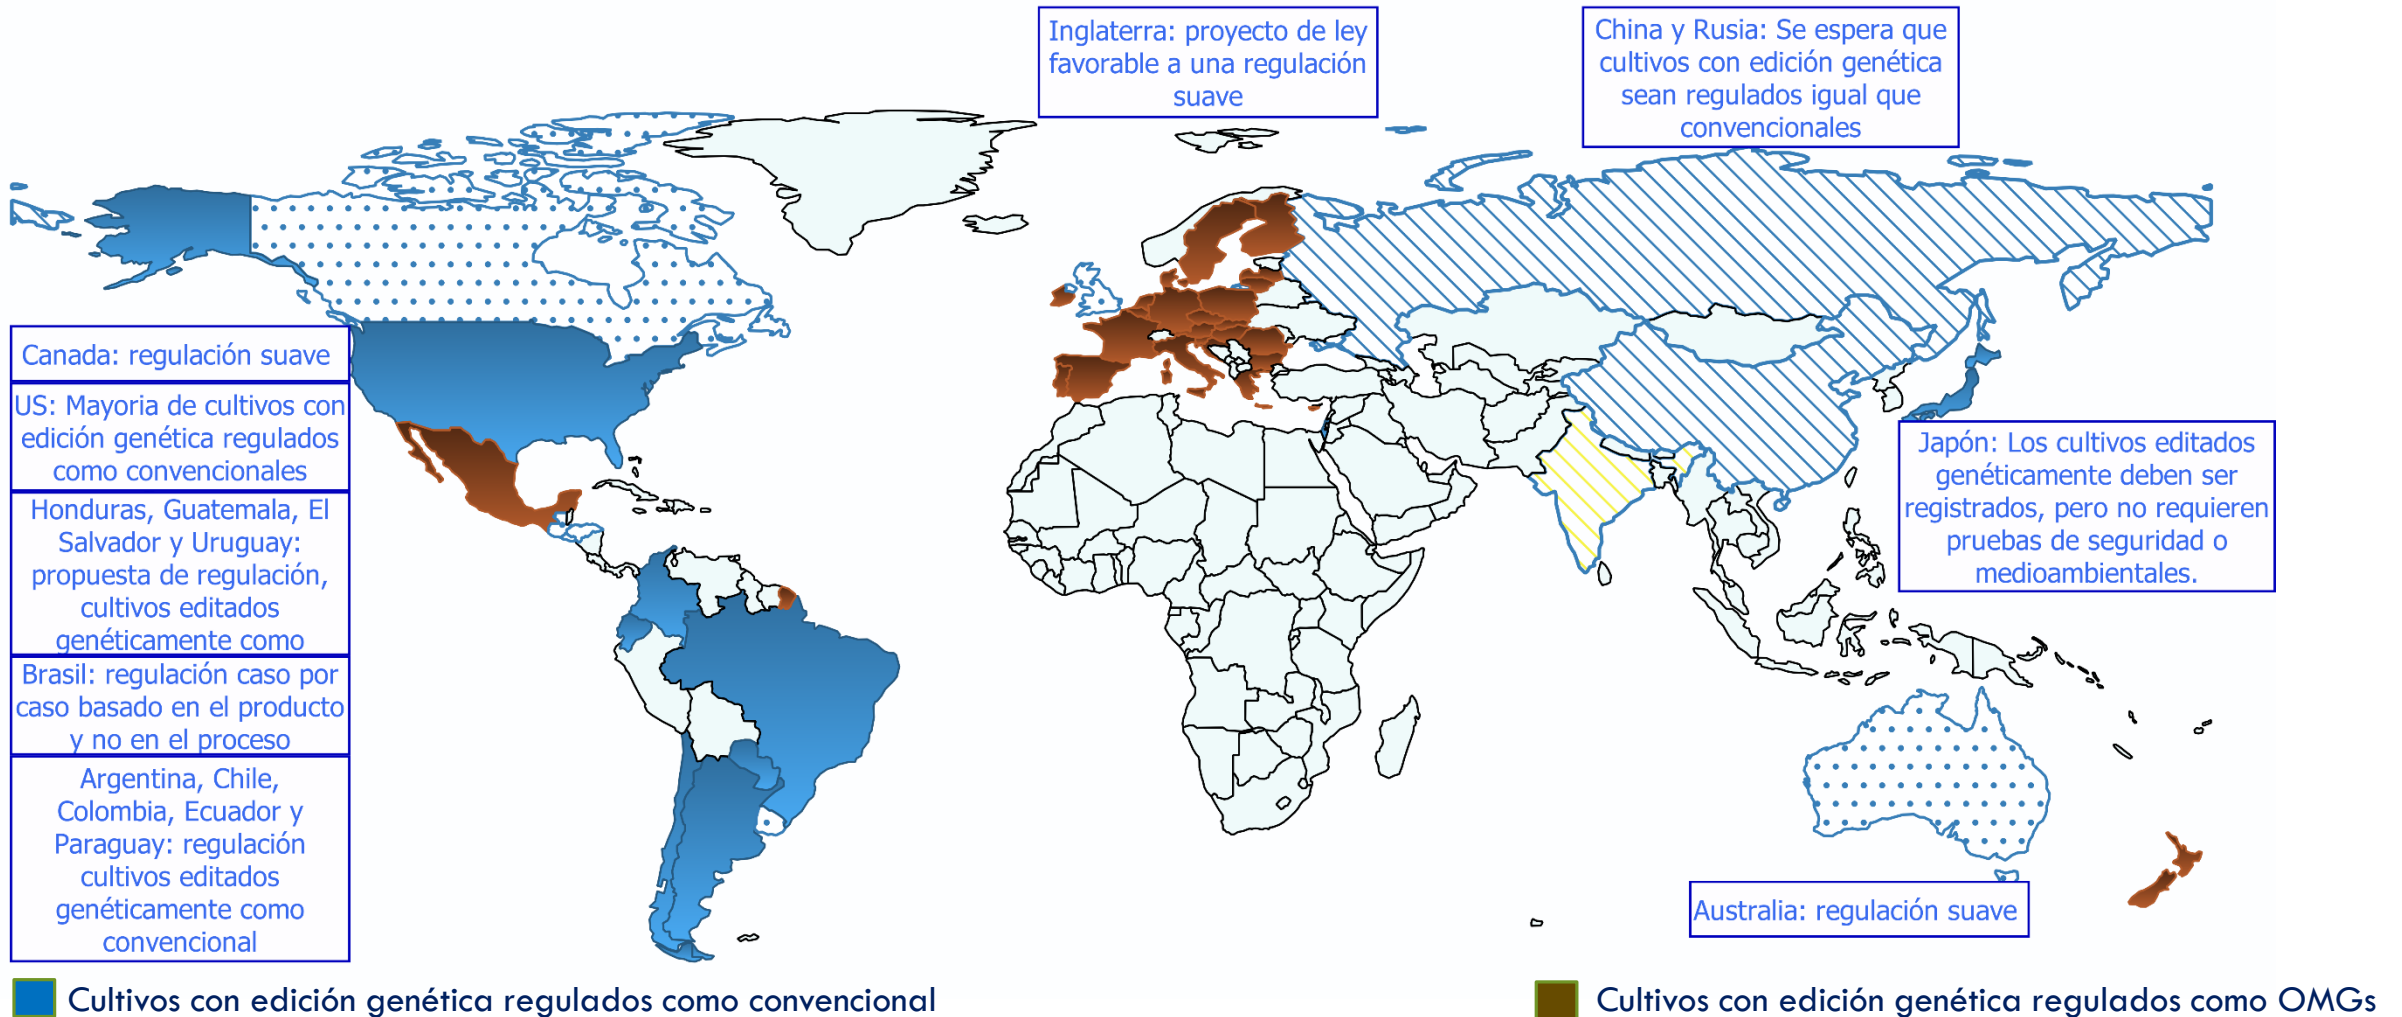 Inglaterra: proyecto de ley
favorable a una regulación
suave
China y Rusia: Se espera que
cultivos con edición genética
sean regulados igual que
convencionales
Canada: regulación suave
US: Mayoria de cultivos con
edición genética regulados
como convencionales
Honduras, Guatemala, El
Salvador y Uruguay:
propuesta de regulación,
cultivos editados
genéticamente como
Brasil: regulación caso por
caso basado en el producto
y no en el proceso
Argentina, Chile,
Colombia, Ecuador y
Paraguay: regulación
cultivos editados
genéticamente como
convencional
Japón: Los cultivos editados
genéticamente deben ser
registrados, pero no requieren
pruebas de seguridad o
medioambientales.
Australia: regulación suave
Cultivos con edición genética regulados como convencional
Cultivos con edición genética regulados como OMGs